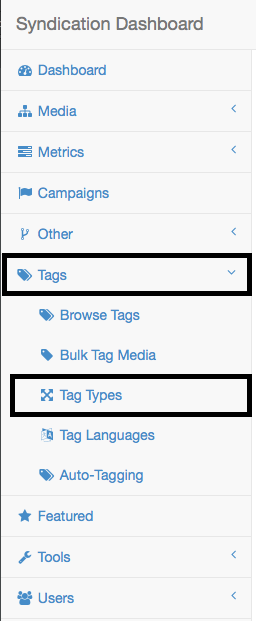 Syndication Dashboard
Dashboard
Media
Metrics
Campaigns
Other
Tags
Browse Tags
Bulk Tag Media
Tag Types
Tag Languages
Auto-Tagging
Featured
Tools
Users